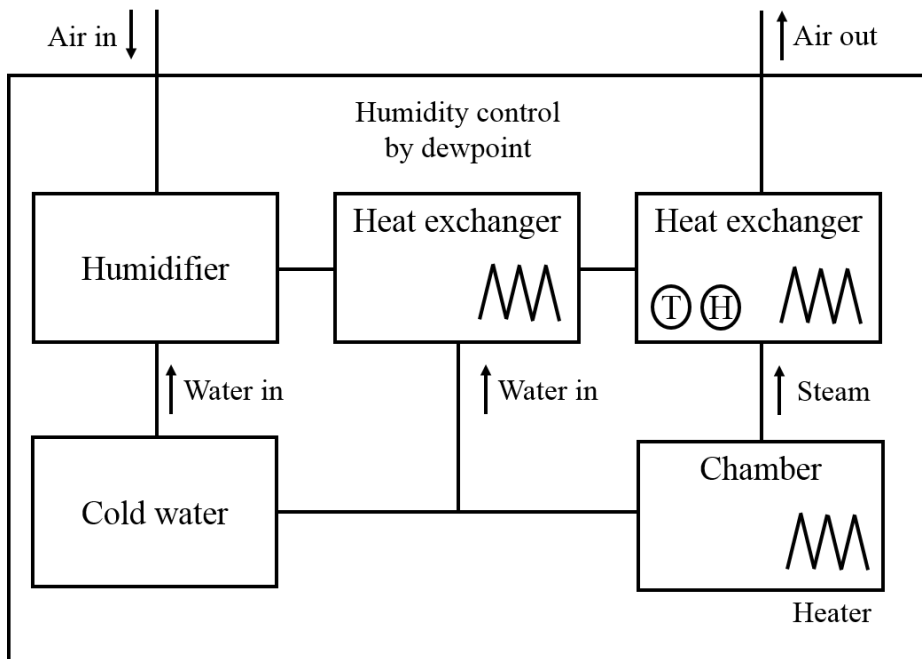 Air in
Air out
Humidity control
by dewpoint
Humidifier
Heat exchanger
Heat exchanger
T H
Water in
Water in
Steam
Cold water
Chamber
Heater